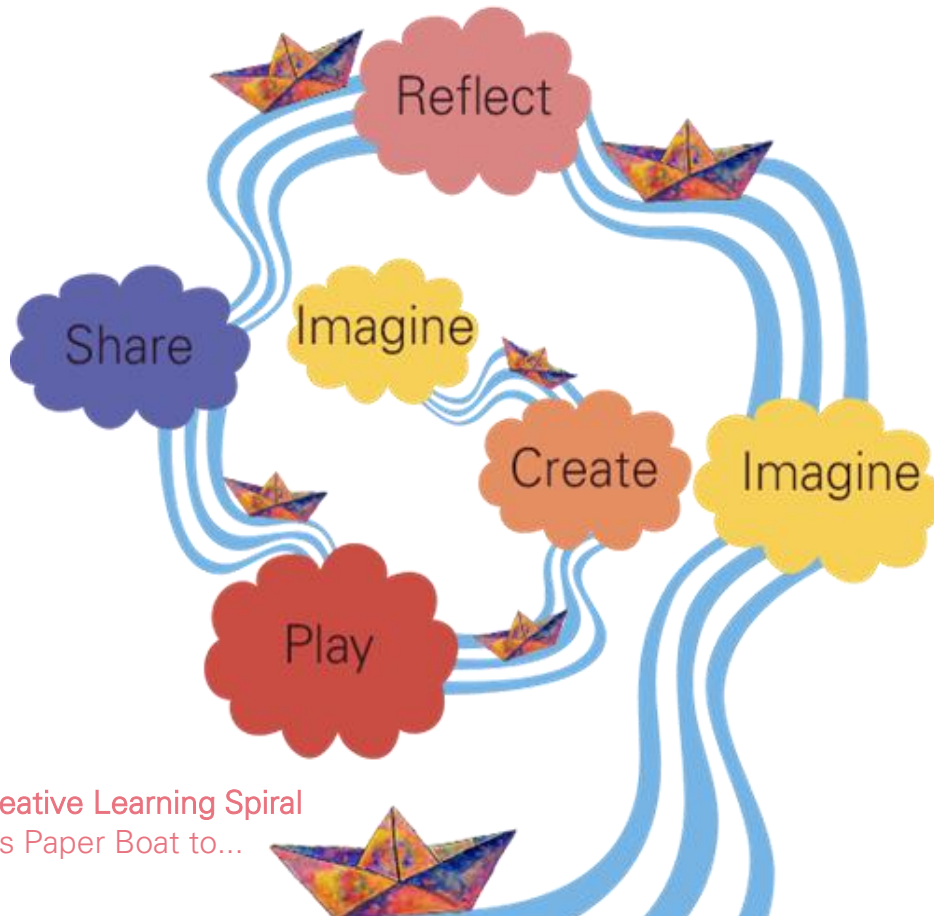 Reflect
Share
Imagine
Create
Imagine
Play
eative Learning Spiral
s Paper Boat to...